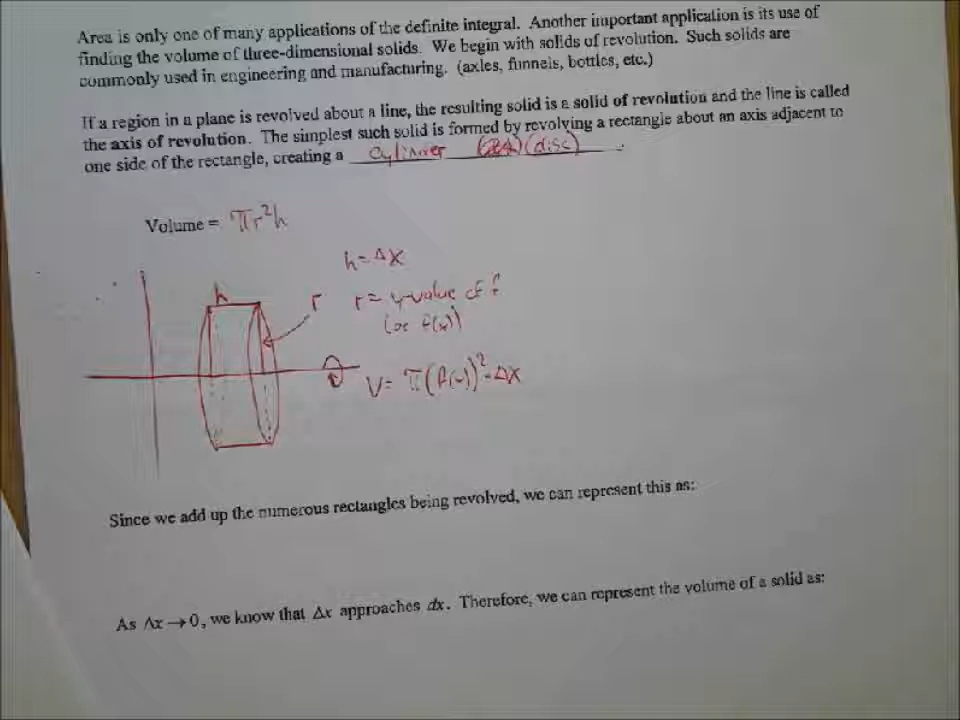 Area is only one of many applications of the definite integral. Another important application is its use of
finding the volume of three-dimensional solids. We begin with solids of revolution. Such solids are
commonly used in engineering and manufacturing. (axles, funnels, bottles, etc.)
If a region in a plane is revolved about a line, the resulting solid is a solid of revolution and the line is called
the axis of revolution. The simplest such solid is formed by revolving a rectangle about an axis adjacent to
one side of the rectangle, creating a cylinder (disc).
Volume = πr²h
h = Δx
h
r
r = y-value of f
(or f(x))
V = π(f(x))²·Δx
Since we add up the numerous rectangles being revolved, we can represent this as:
As Δx → 0, we know that Δx approaches dx. Therefore, we can represent the volume of a solid as: